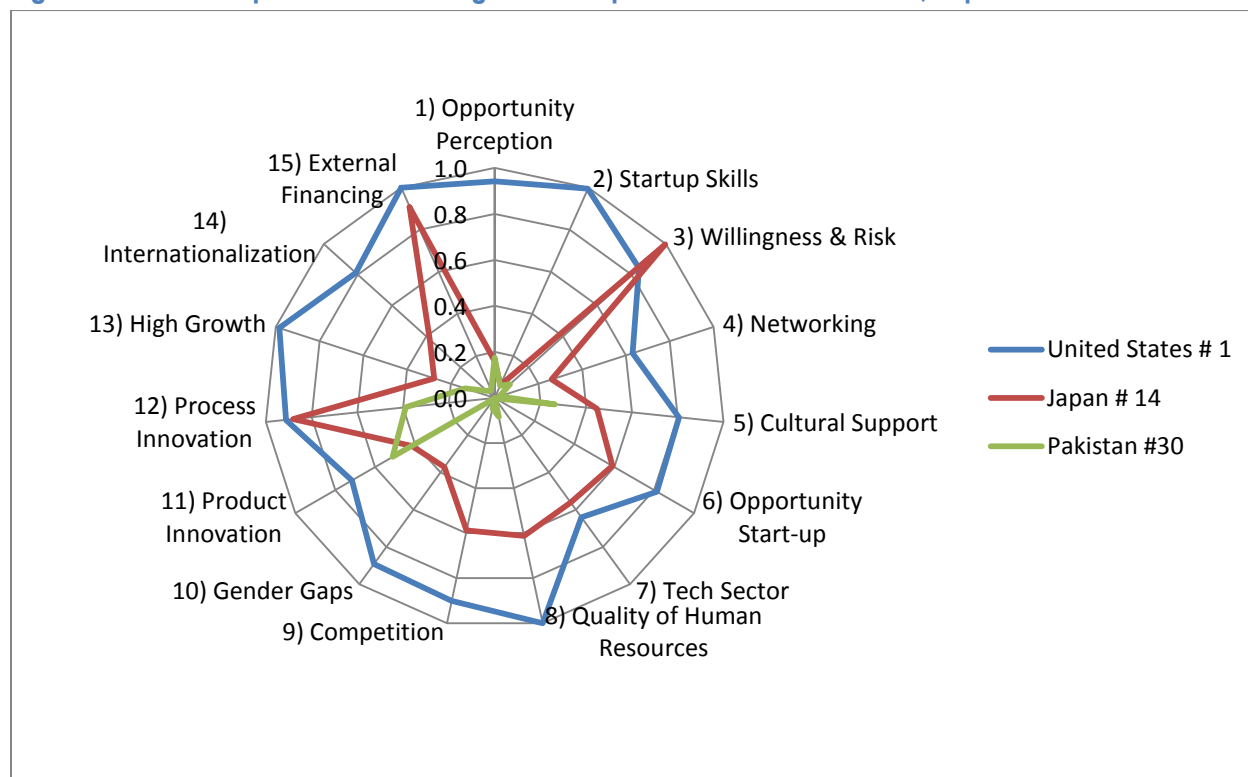 1) Opportunity
Perception
15) External
Financing
1.0
2) Startup Skills
14)
Internationalization
0.8
3) Willingness & Risk
0.6
13) High Growth
0.4
4) Networking
0.2
United States # 1
12) Process
Innovation
0.0
5) Cultural Support
Japan # 14
Pakistan #30
11) Product
Innovation
6) Opportunity
Start-up
10) Gender Gaps
7) Tech Sector
9) Competition
8) Quality of Human
Resources